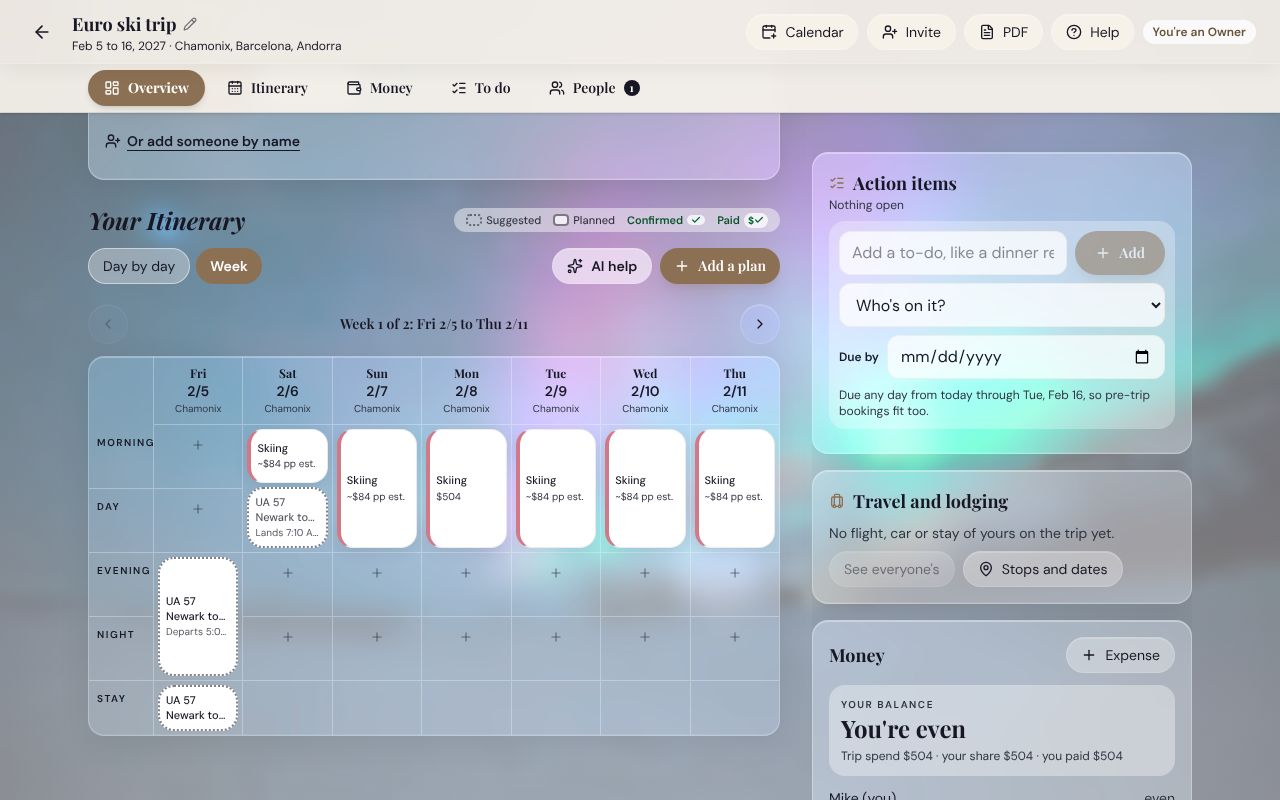 Euro ski trip
Feb 5 to 16, 2027 · Chamonix, Barcelona, Andorra
Calendar
Invite
PDF
Help
You're an Owner
Overview
Itinerary
Money
To do
People 1
Or add someone by name
Your Itinerary
Suggested
Planned
Confirmed
Paid $
Day by day
Week
AI help
Add a plan
Week 1 of 2: Fri 2/5 to Thu 2/11
Fri Sat Sun Mon Tue Wed Thu
2/5 2/6 2/7 2/8 2/9 2/10 2/11
Chamonix Chamonix Chamonix Chamonix Chamonix Chamonix Chamonix
MORNING
Skiing
~$84 pp est.
Skiing
~$84 pp est.
Skiing
$504
Skiing
~$84 pp est.
Skiing
~$84 pp est.
Skiing
~$84 pp est.
DAY
UA 57
Newark to...
Lands 7:10 A...
EVENING
UA 57
Newark to...
Departs 5:0...
NIGHT
STAY
UA 57
Newark to...
Action items
Nothing open
Add a to-do, like a dinner re
Add
Who's on it?
Due by
mm/dd/yyyy
Due any day from today through Tue, Feb 16, so pre-trip
bookings fit too.
Travel and lodging
No flight, car or stay of yours on the trip yet.
See everyone's
Stops and dates
Money
Expense
YOUR BALANCE
You're even
Trip spend $504 · your share $504 · you paid $504
Mike (you)
even